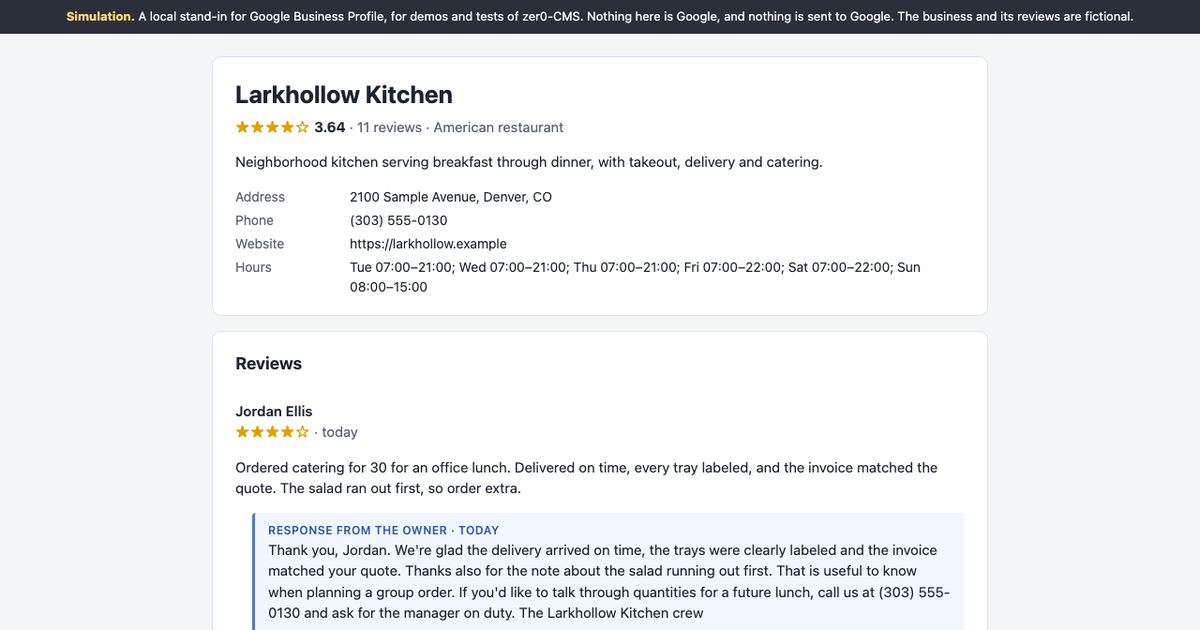 Simulation. A local stand-in for Google Business Profile, for demos and tests of zer0-CMS. Nothing here is Google, and nothing is sent to Google. The business and its reviews are fictional.
Larkhollow Kitchen
★★★★☆ 3.64 · 11 reviews · American restaurant
Neighborhood kitchen serving breakfast through dinner, with takeout, delivery and catering.
Address 2100 Sample Avenue, Denver, CO
Phone (303) 555-0130
Website https://larkhollow.example
Hours Tue 07:00–21:00; Wed 07:00–21:00; Thu 07:00–21:00; Fri 07:00–22:00; Sat 07:00–22:00; Sun
08:00–15:00
Reviews
Jordan Ellis
★★★★☆ · today
Ordered catering for 30 for an office lunch. Delivered on time, every tray labeled, and the invoice matched the
quote. The salad ran out first, so order extra.
RESPONSE FROM THE OWNER · TODAY
Thank you, Jordan. We're glad the delivery arrived on time, the trays were clearly labeled and the invoice
matched your quote. Thanks also for the note about the salad running out first. That is useful to know
when planning a group order. If you'd like to talk through quantities for a future lunch, call us at (303) 555-
0130 and ask for the manager on duty. The Larkhollow Kitchen crew